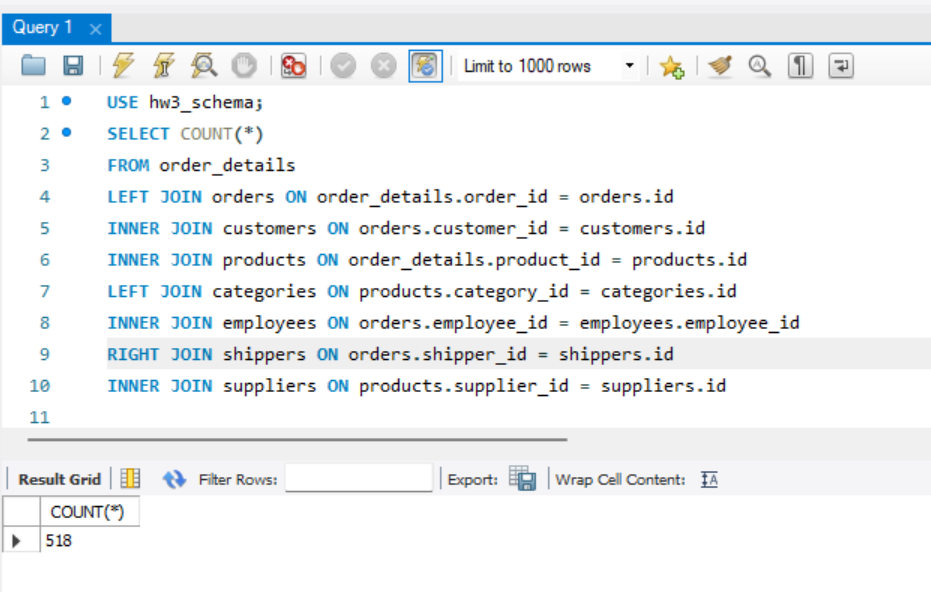 Query 1 ×
Limit to 1000 rows
1 USE hw3_schema;
2 SELECT COUNT(*)
3 FROM order_details
4 LEFT JOIN orders ON order_details.order_id = orders.id
5 INNER JOIN customers ON orders.customer_id = customers.id
6 INNER JOIN products ON order_details.product_id = products.id
7 LEFT JOIN categories ON products.category_id = categories.id
8 INNER JOIN employees ON orders.employee_id = employees.employee_id
9 RIGHT JOIN shippers ON orders.shipper_id = shippers.id
10 INNER JOIN suppliers ON products.supplier_id = suppliers.id
11
Result Grid Filter Rows: Export: Wrap Cell Content:
COUNT(*)
518